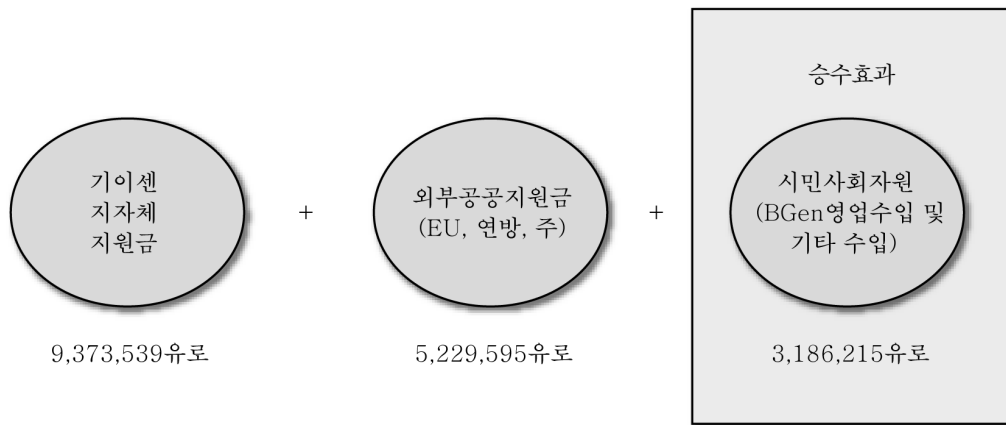 승수효과
기이센
지자체
지원금
+
외부공공지원금
(EU, 연방, 주)
+
시민사회자원
(BGen영업수입 및
기타 수입)
9,373,539유로
5,229,595유로
3,186,215유로